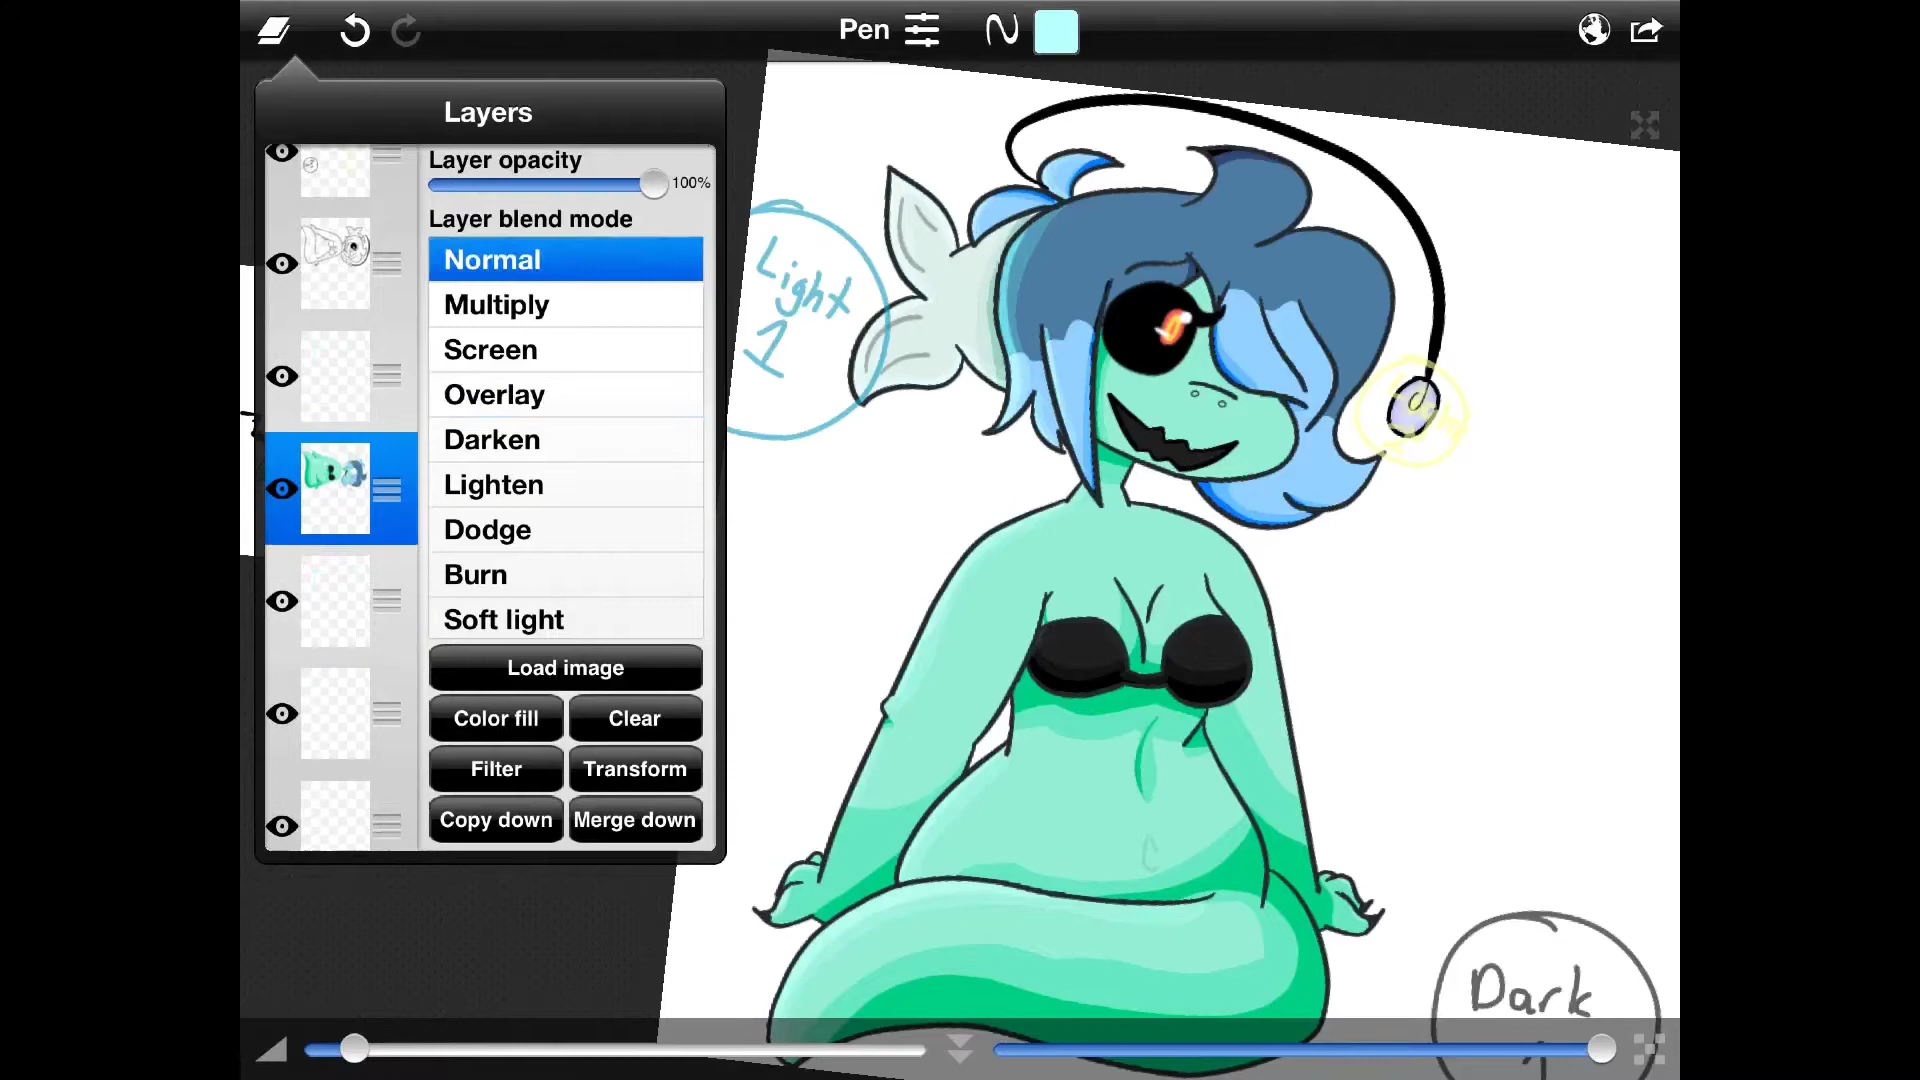 Pen
Layers
Layer opacity
100%
Layer blend mode
Normal
Multiply
Screen
Overlay
Darken
Lighten
Dodge
Burn
Soft light
Load image
Color fill
Clear
Filter
Transform
Copy down
Merge down
Light
1
Dark